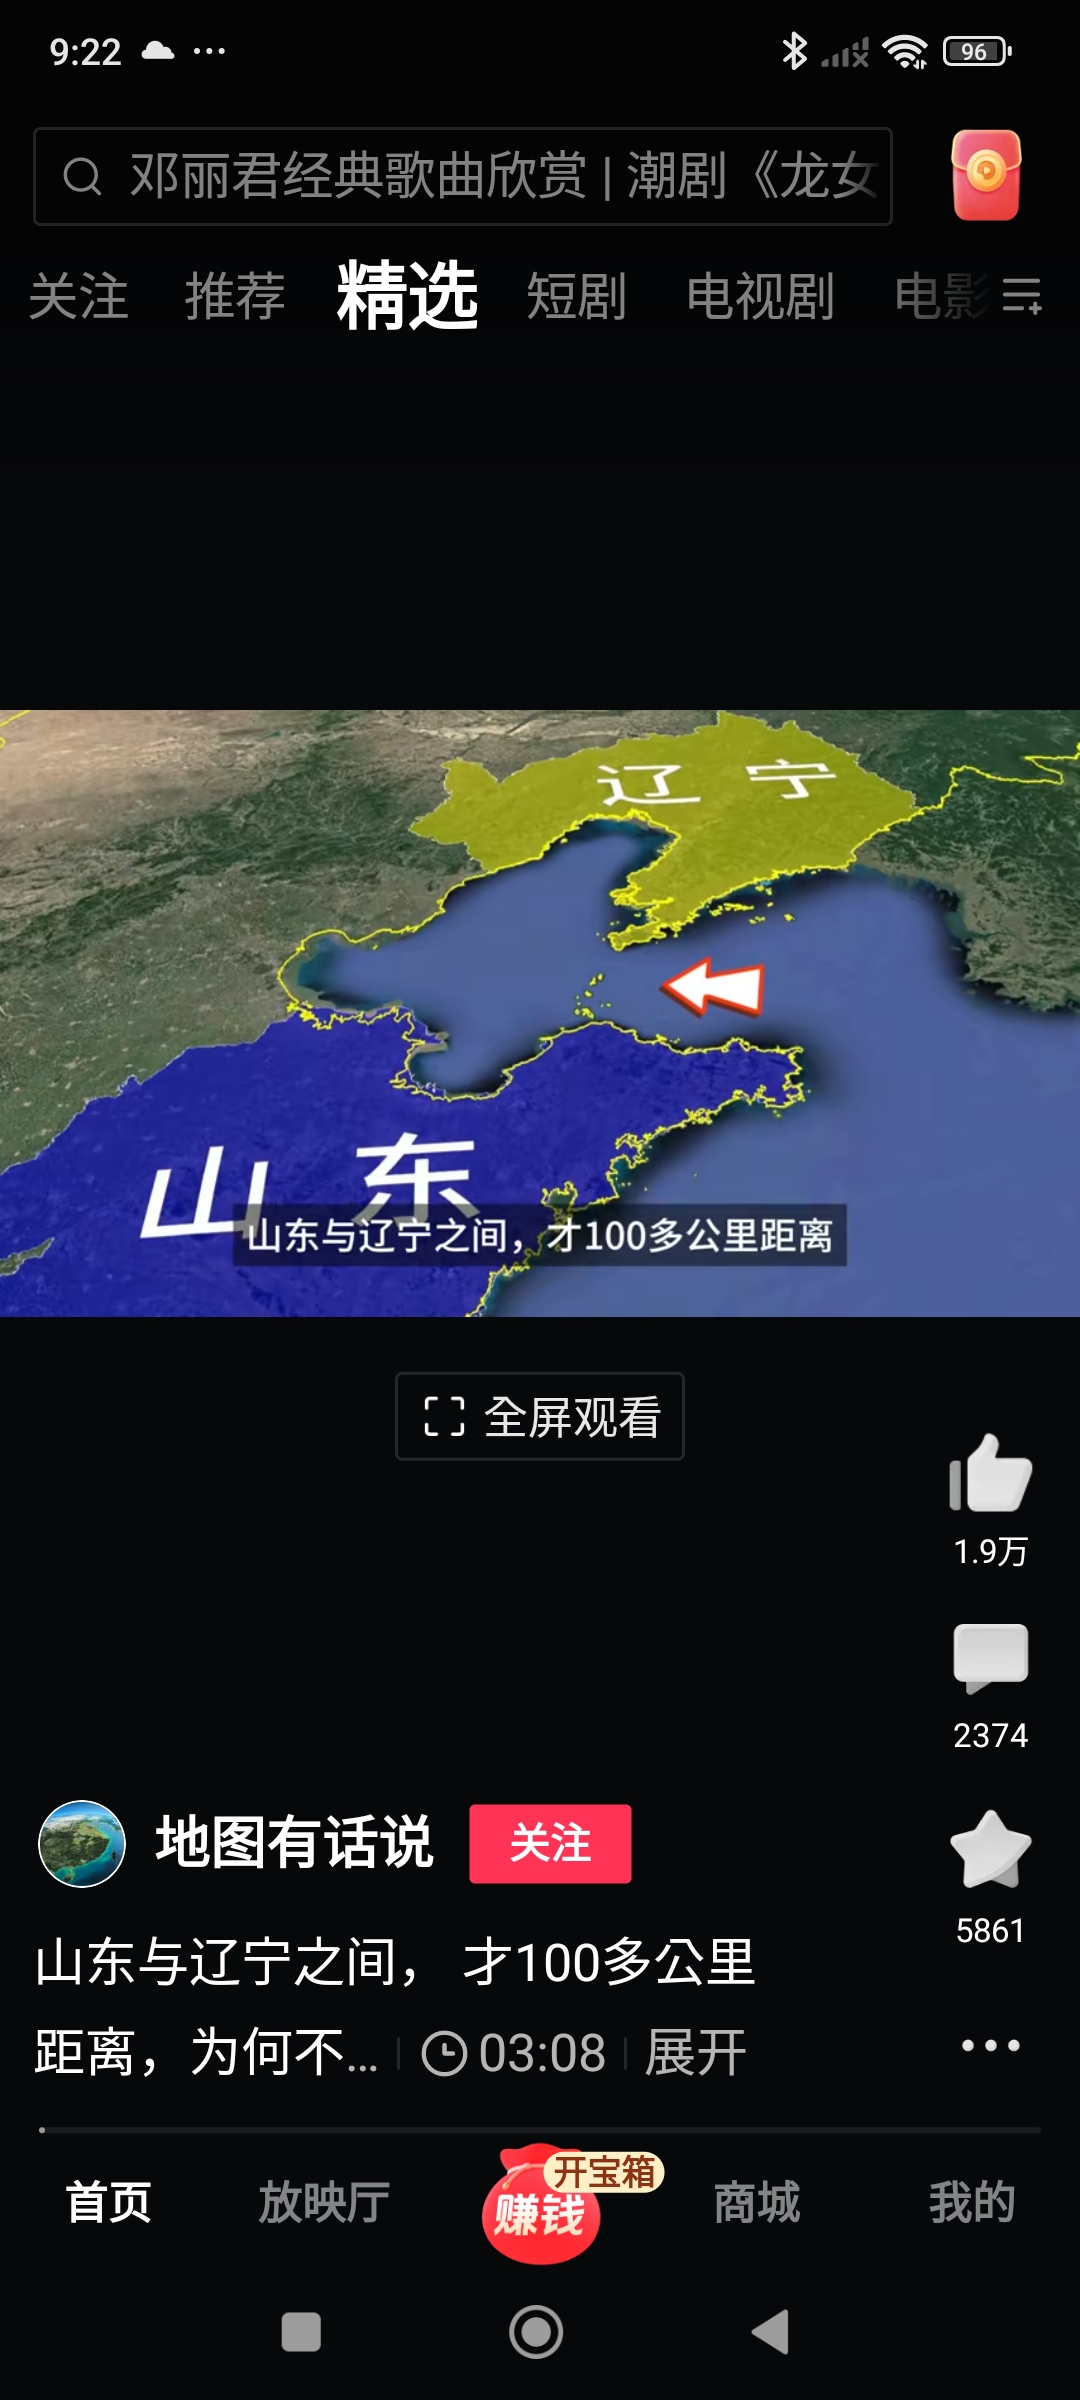 9:22
96
邓丽君经典歌曲欣赏 | 潮剧《龙女
关注 推荐 精选 短剧 电视剧 电影
辽宁
山东
山东与辽宁之间，才100多公里距离
全屏观看
1.9万
2374
地图有话说 关注
5861
山东与辽宁之间， 才100多公里
距离，为何不... 03:08 展开
开宝箱
首页 放映厅 赚钱 商城 我的